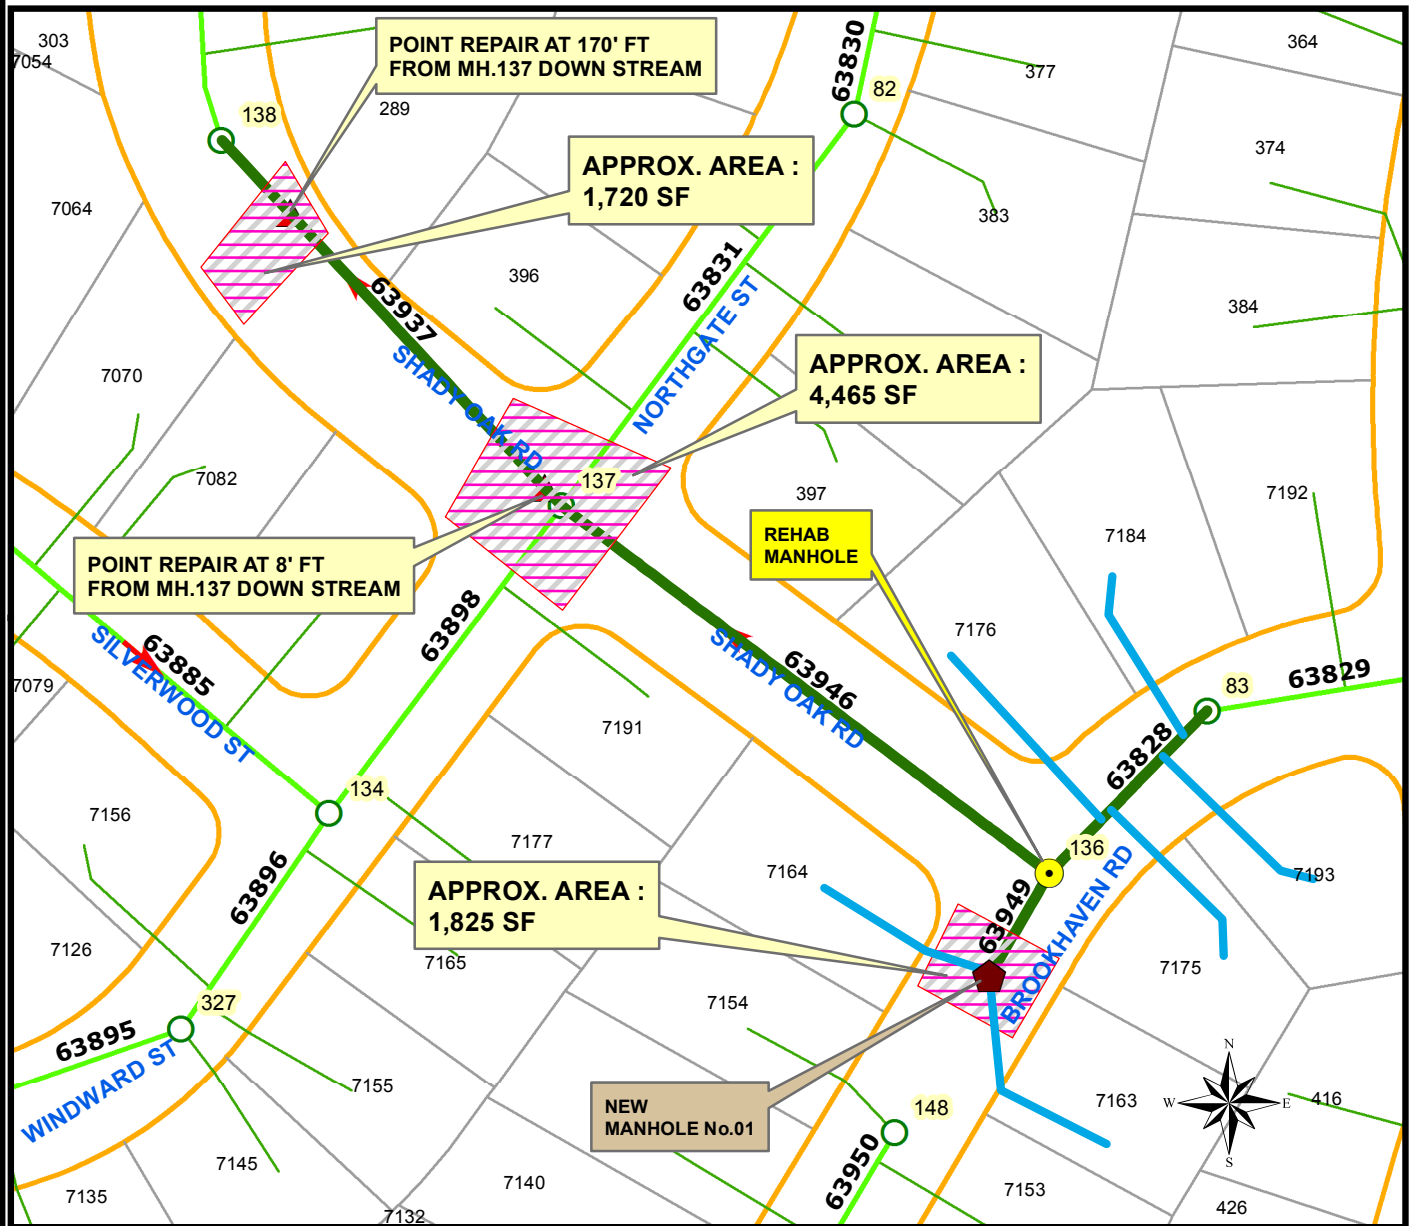 303
7054
POINT REPAIR AT 170' FT
FROM MH.137 DOWN STREAM
63830
364
377
82
289
138
374
APPROX. AREA :
1,720 SF
7064
383
396
63831
63937
NORTHGATE ST
384
SHADY OAK RD
7070
APPROX. AREA :
4,465 SF
137
7082
397
7192
REHAB
MANHOLE
7184
POINT REPAIR AT 8' FT
FROM MH.137 DOWN STREAM
63898
7176
SILVERWOOD ST
63885
SHADY OAK RD
63946
7079
83
63829
7191
63828
134
7156
7177
136
7164
APPROX. AREA :
1,825 SF
63896
63949
BROOKHAVEN RD
7193
7126
7165
7175
7154
327
63895
WINDWARD ST
7155
NEW
MANHOLE No.01
148
7163
N
W
E
S
416
63950
7145
7140
7153
7135
7132
426